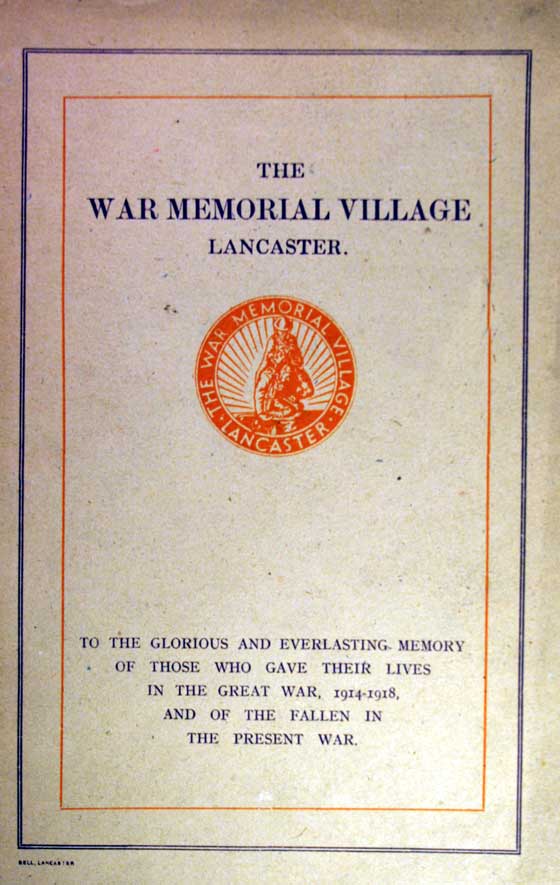 THE
WAR MEMORIAL VILLAGE
LANCASTER.
THE WAR MEMORIAL VILLAGE
· LANCASTER ·
TO THE GLORIOUS AND EVERLASTING MEMORY
OF THOSE WHO GAVE THEIR LIVES
IN THE GREAT WAR, 1914-1918,
AND OF THE FALLEN IN
THE PRESENT WAR.
BELL, LANCASTER